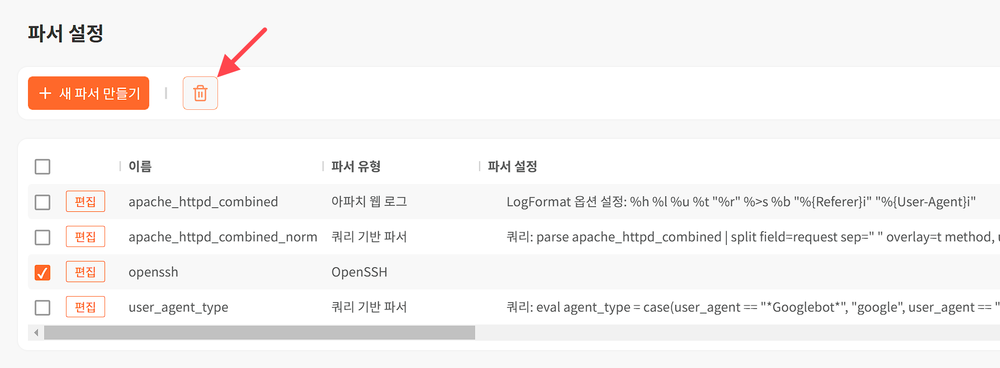 파서 설정
새 파서 만들기
이름 파서 유형 파서 설정
편집 apache_httpd_combined 아파치 웹 로그 LogFormat 옵션 설정: %h %l %u %t "%r" %>s %b "%{Referer}i" "%{User-Agent}i"
편집 apache_httpd_combined_norm 쿼리 기반 파서 쿼리: parse apache_httpd_combined | split field=request sep=" " overlay=t method,
편집 openssh OpenSSH
편집 user_agent_type 쿼리 기반 파서 쿼리: eval agent_type = case(user_agent == "*Googlebot*", "google", user_agent == "